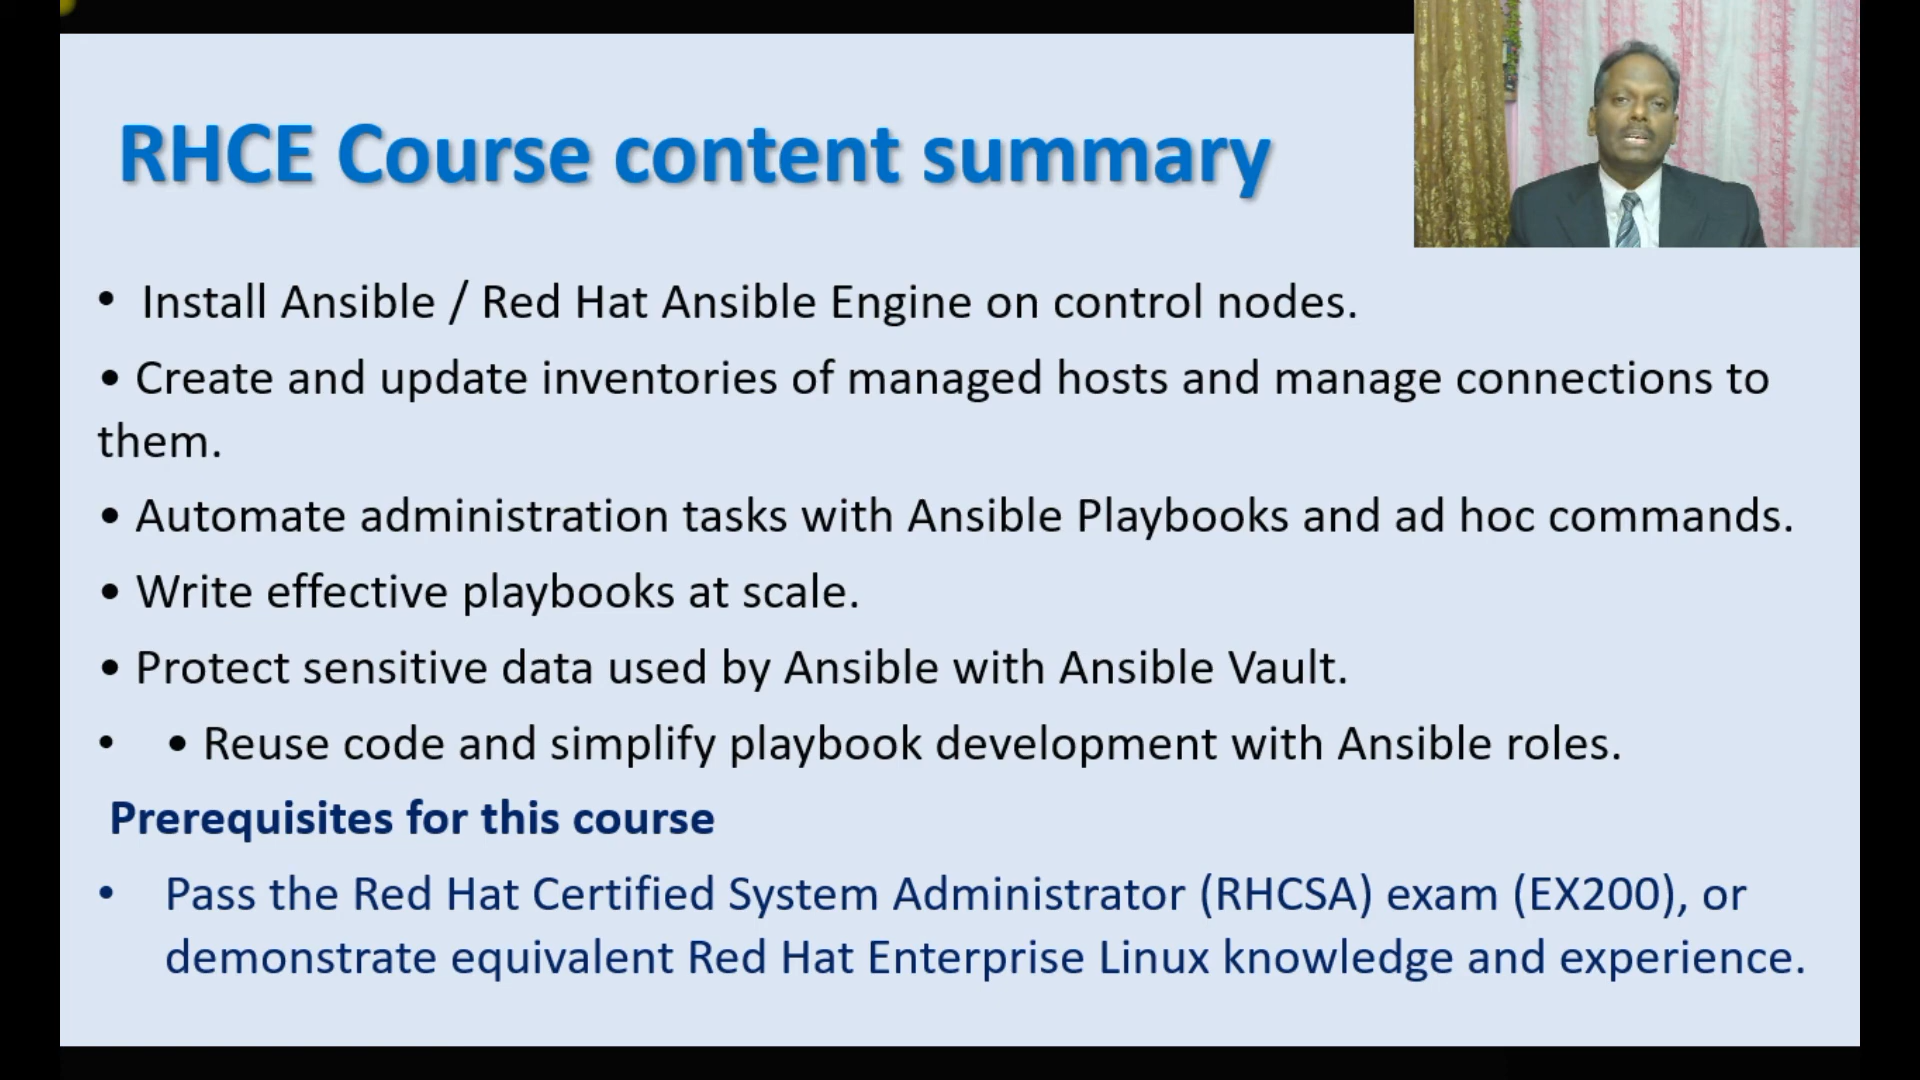 RHCE Course content summary
• Install Ansible / Red Hat Ansible Engine on control nodes.
• Create and update inventories of managed hosts and manage connections to
them.
• Automate administration tasks with Ansible Playbooks and ad hoc commands.
• Write effective playbooks at scale.
• Protect sensitive data used by Ansible with Ansible Vault.
• • Reuse code and simplify playbook development with Ansible roles.
Prerequisites for this course
• Pass the Red Hat Certified System Administrator (RHCSA) exam (EX200), or
demonstrate equivalent Red Hat Enterprise Linux knowledge and experience.